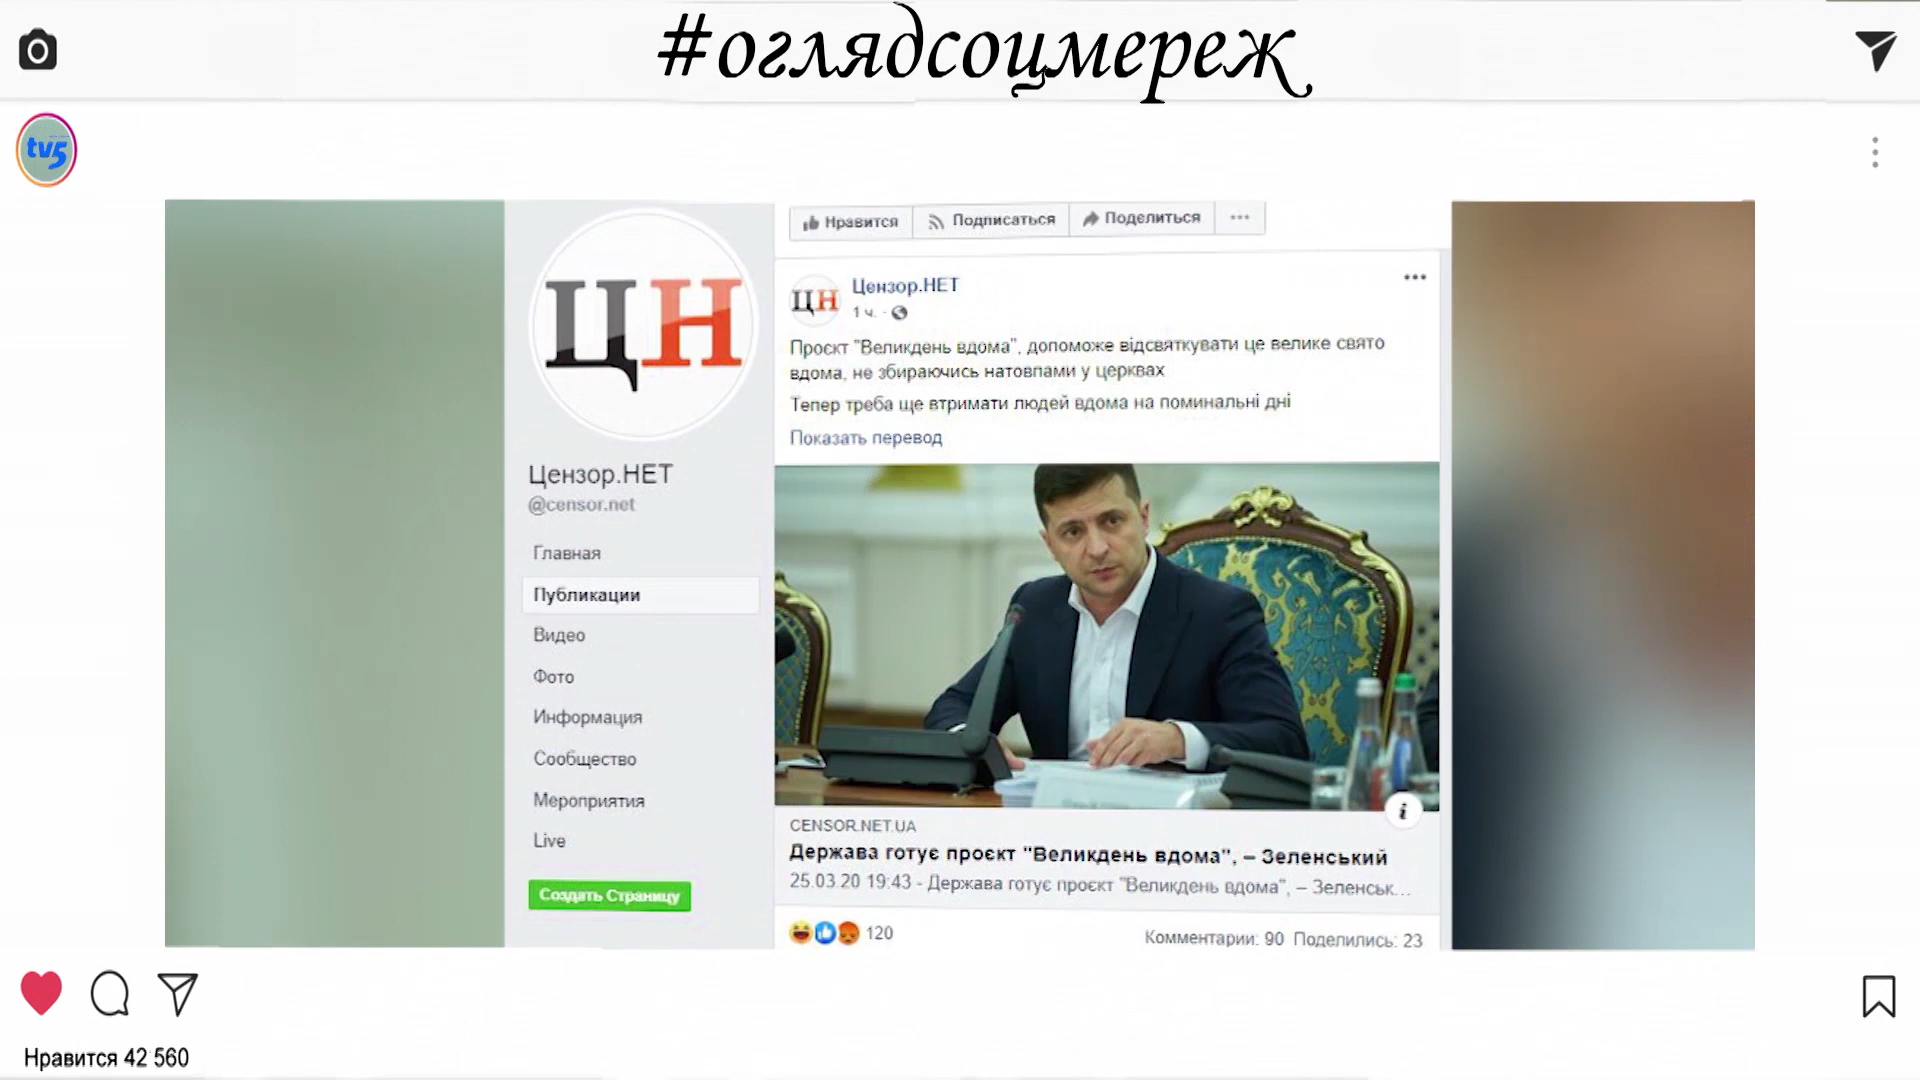 #оглядсоцмереж
tv5
ЦН
Цензор.НЕТ
@censor.net
Главная
Публикации
Видео
Фото
Информация
Сообщество
Мероприятия
Live
Создать Страницу
Нравится
Подписаться
Поделиться
ЦН
Цензор.НЕТ
1 ч.
Проєкт "Великдень вдома", допоможе відсвяткувати це велике свято
вдома, не збираючись натовпами у церквах
Тепер треба ще втримати людей вдома на поминальні дні
Показать перевод
CENSOR.NET.UA
Держава готує проєкт "Великдень вдома", – Зеленський
25.03.20 19:43 - Держава готує проєкт "Великдень вдома", – Зеленськ...
120
Комментарии: 90 Поделились: 23
Нравится 42 560